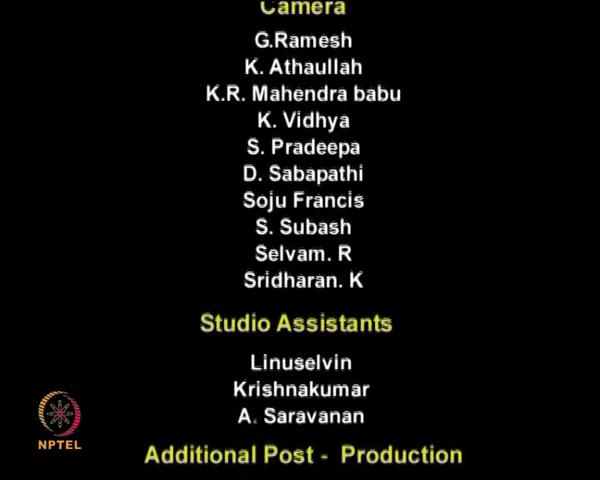 Camera
G.Ramesh
K. Athaullah
K.R. Mahendra babu
K. Vidhya
S. Pradeepa
D. Sabapathi
Soju Francis
S. Subash
Selvam. R
Sridharan. K
Studio Assistants
Linuselvin
Krishnakumar
A. Saravanan
NPTEL
Additional Post - Production